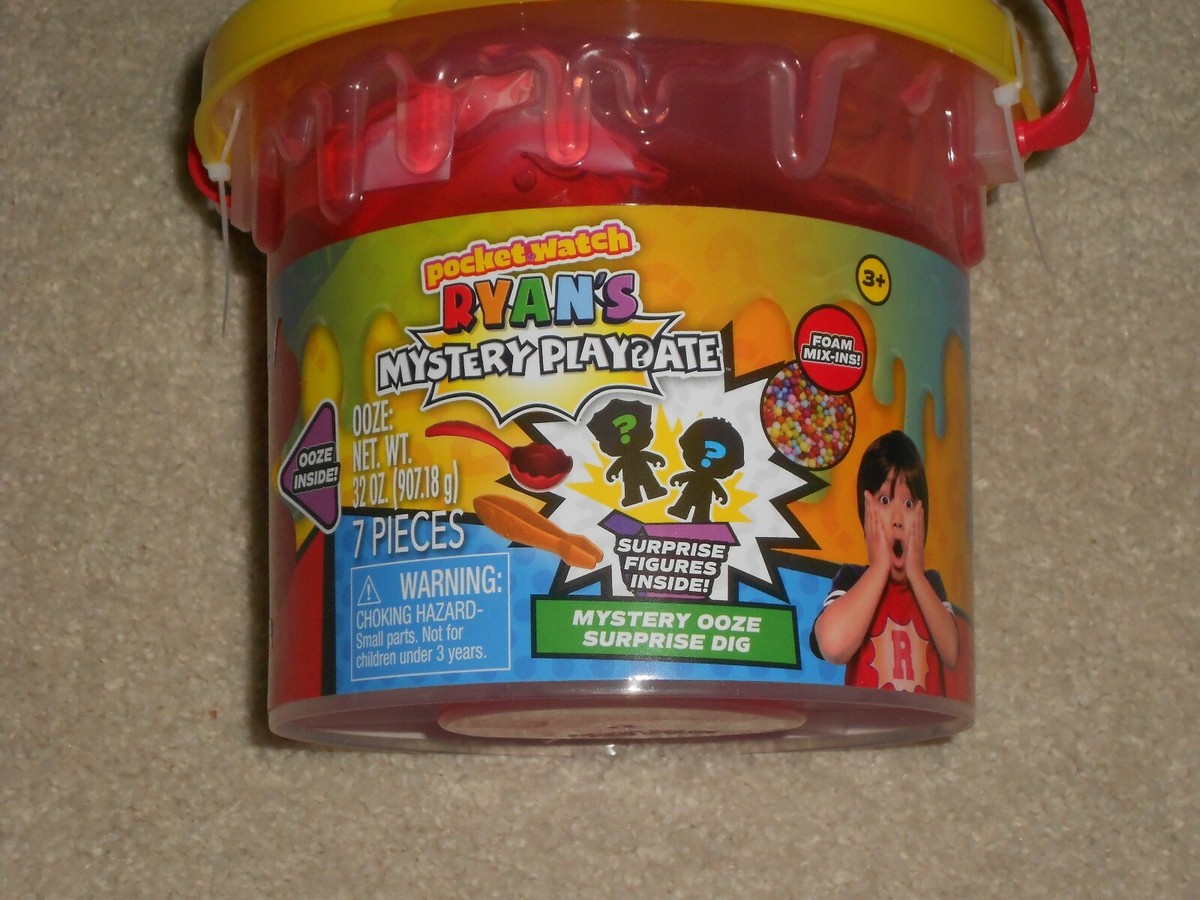 pocket.watch
RYAN'S
MYSTERY PLAYDATE
3+
FOAM
MIX-INS!
OOZE
INSIDE!
OOZE:
NET. WT.
32 OZ. (907.18 g)
7 PIECES
?
?
SURPRISE
FIGURES
INSIDE!
WARNING:
CHOKING HAZARD-
Small parts. Not for
children under 3 years.
MYSTERY OOZE
SURPRISE DIG
R